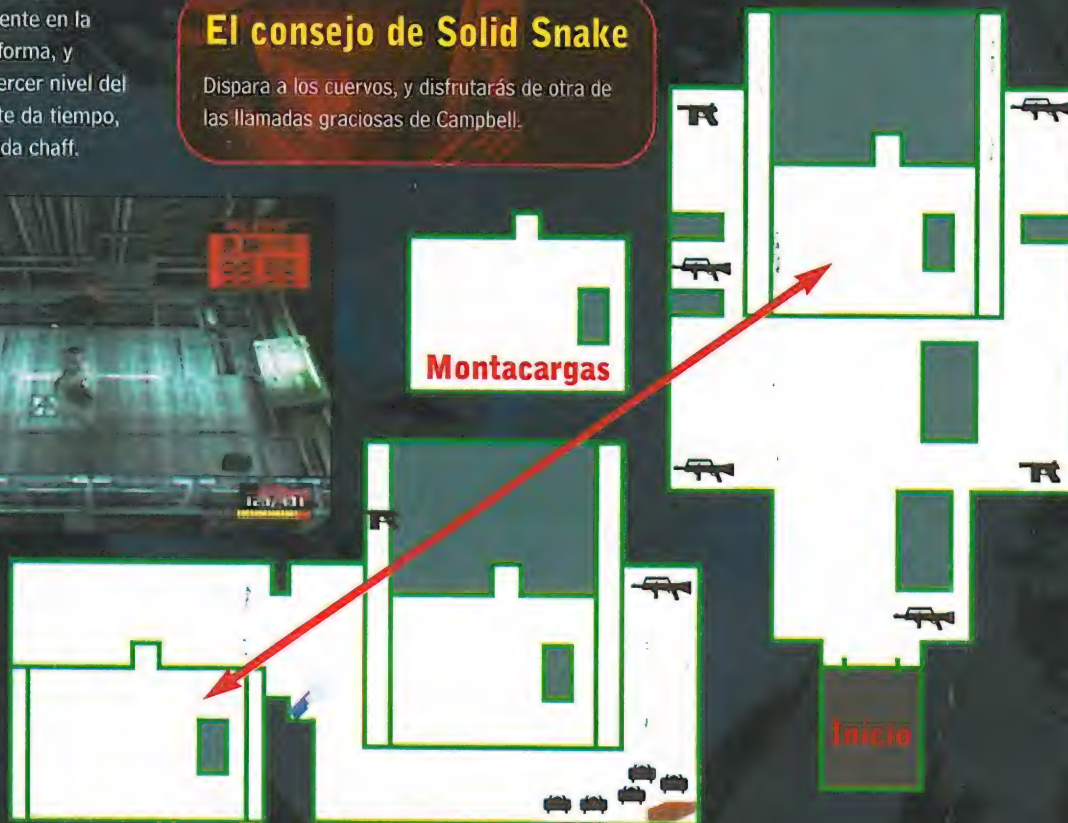 ente en la
forma, y
ercer nivel del
te da tiempo,
da chaff.
El consejo de Solid Snake
Dispara a los cuervos, y disfrutarás de otra de
las llamadas graciosas de Campbell.
Montacargas
Inicio